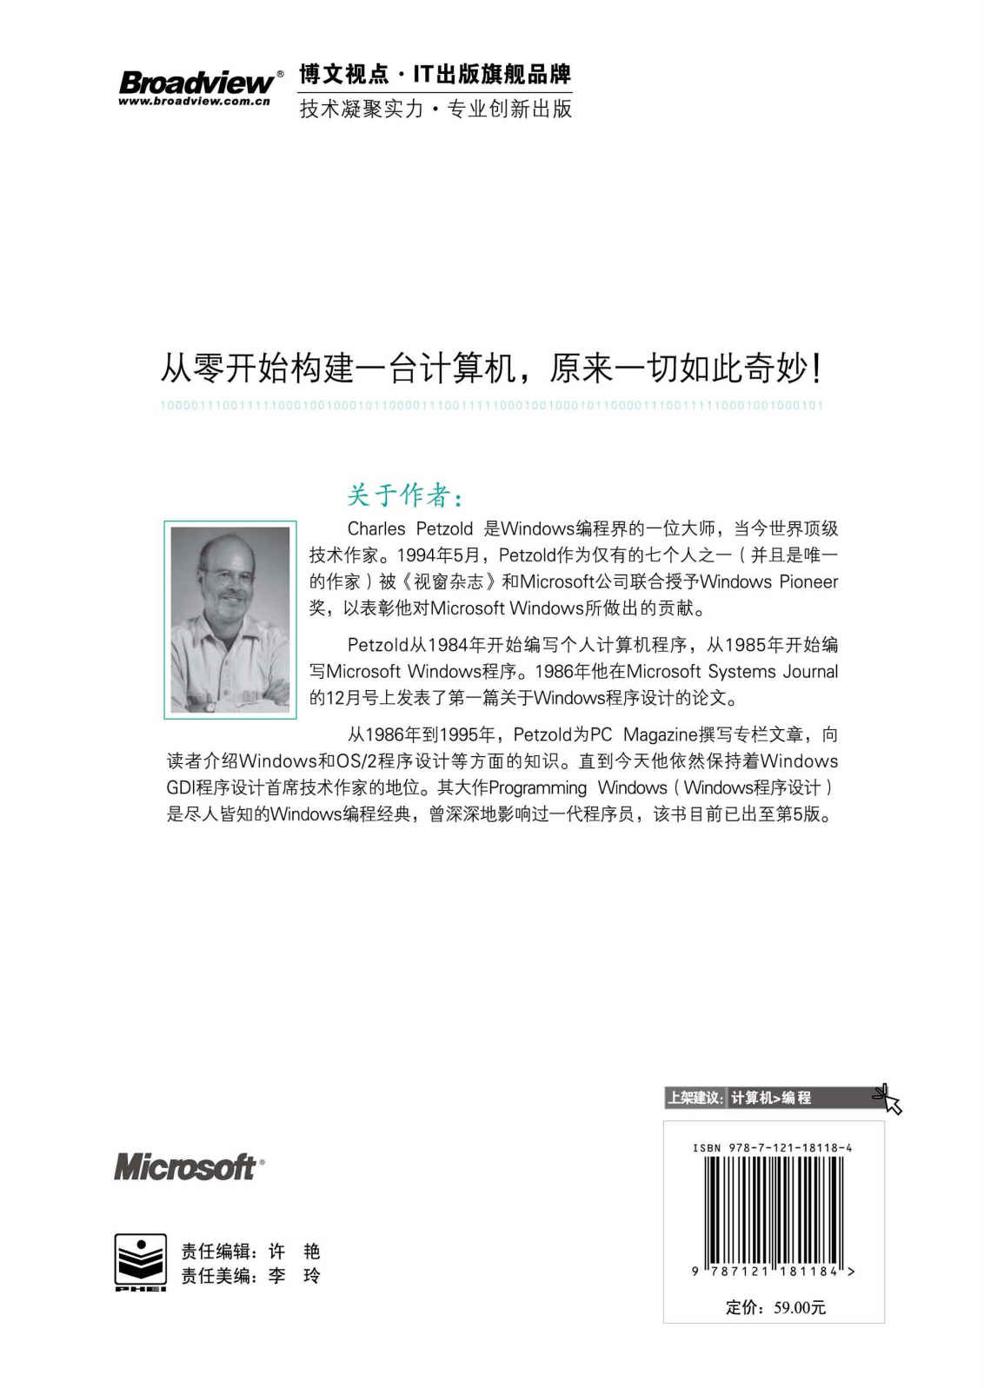 Broadview® 博文视点·IT出版旗舰品牌
www.broadview.com.cn 技术凝聚实力·专业创新出版
从零开始构建一台计算机，原来一切如此奇妙！
关于作者：
Charles Petzold 是Windows编程界的一位大师，当今世界顶级
技术作家。1994年5月，Petzold作为仅有的七个人之一（并且是唯一
的作家）被《视窗杂志》和Microsoft公司联合授予Windows Pioneer
奖，以表彰他对Microsoft Windows所做出的贡献。
Petzold从1984年开始编写个人计算机程序，从1985年开始编
写Microsoft Windows程序。1986年他在Microsoft Systems Journal
的12月号上发表了第一篇关于Windows程序设计的论文。
从1986年到1995年，Petzold为PC Magazine撰写专栏文章，向
读者介绍Windows和OS/2程序设计等方面的知识。直到今天他依然保持着Windows
GDI程序设计首席技术作家的地位。其大作Programming Windows（Windows程序设计）
是尽人皆知的Windows编程经典，曾深深地影响过一代程序员，该书目前已出至第5版。
上架建议：计算机>编程
ISBN 978-7-121-18118-4
9 787121 181184 >
定价：59.00元
Microsoft®
PHEI
责任编辑：许 艳
责任美编：李 玲